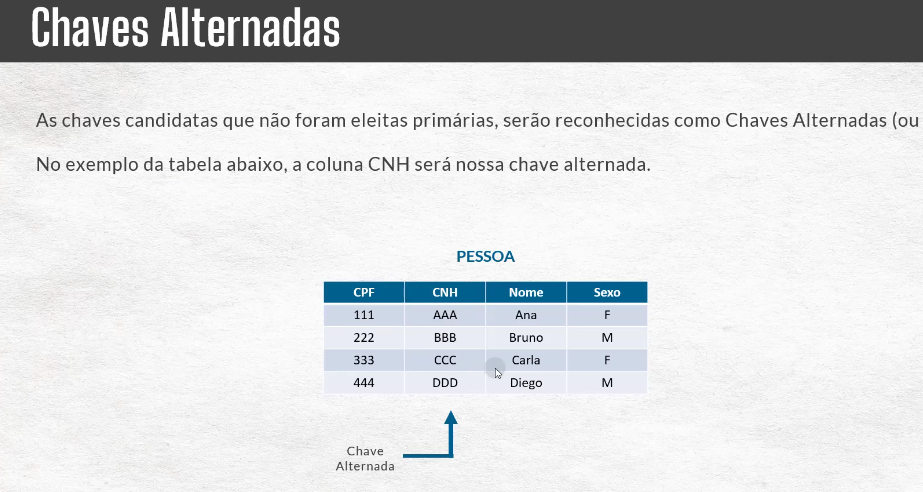 Chaves Alternadas
As chaves candidatas que não foram eleitas primárias, serão reconhecidas como Chaves Alternadas (ou
No exemplo da tabela abaixo, a coluna CNH será nossa chave alternada.
PESSOA
CPF CNH Nome Sexo
111 AAA Ana F
222 BBB Bruno M
333 CCC Carla F
444 DDD Diego M
Chave
Alternada